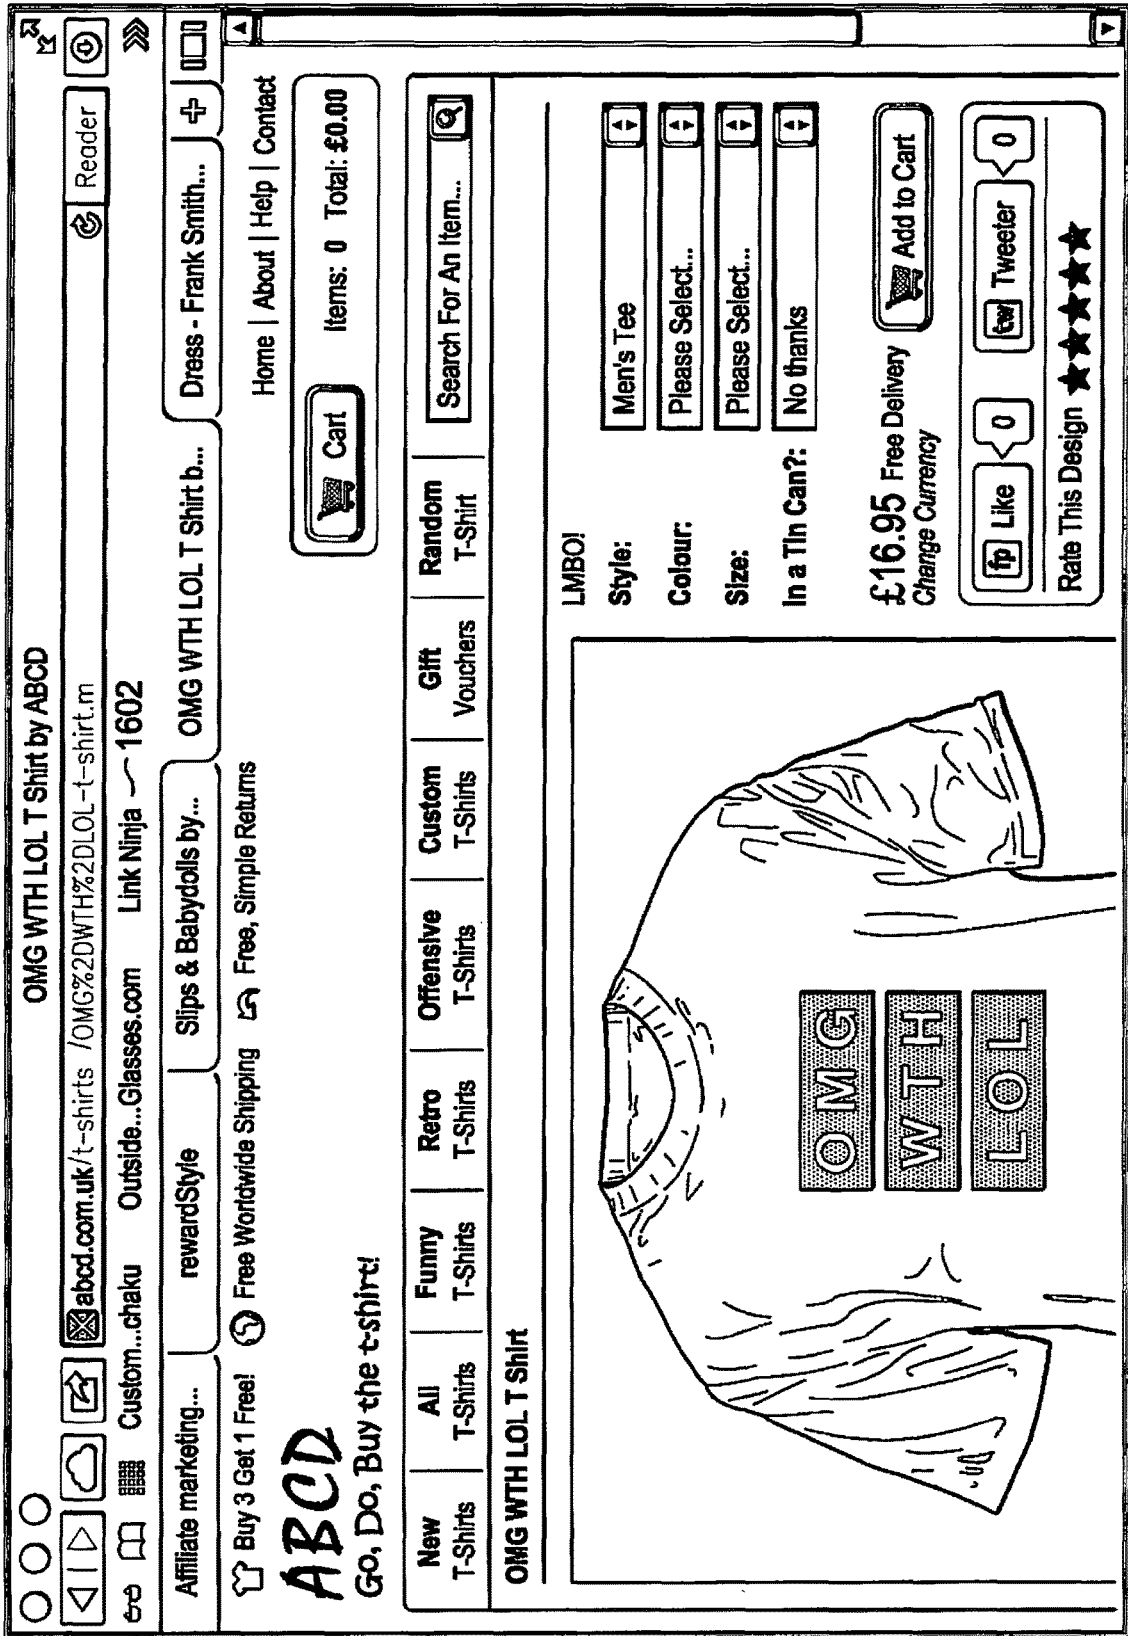 OMG WTH LOL T Shirt by ABCD
abcd.com.uk/t-shirts /OMG%2DWTH%2DLOL-t-shirt.m
Reader
Custom...chaku Outside...Glasses.com Link Ninja 1602
Affiliate marketing... rewardStyle Slips & Babydolls by... OMG WTH LOL T Shirt b... Dress - Frank Smith...
Buy 3 Get 1 Free! Free Worldwide Shipping Free, Simple Returns
Home | About | Help | Contact
ABCD
Go, Do, Buy the t-shirt!
Cart Items: 0 Total: £0.00
New All Funny Retro Offensive Custom Gift Random
T-Shirts T-Shirts T-Shirts T-Shirts T-Shirts T-Shirts Vouchers T-Shirt
Search For An Item...
OMG WTH LOL T Shirt
OMG
WTH
LOL
LMBO!
Style: Men's Tee
Colour: Please Select...
Size: Please Select...
In a Tin Can?: No thanks
£16.95 Free Delivery
Change Currency
Add to Cart
fp Like 0 tw Tweeter 0
Rate This Design